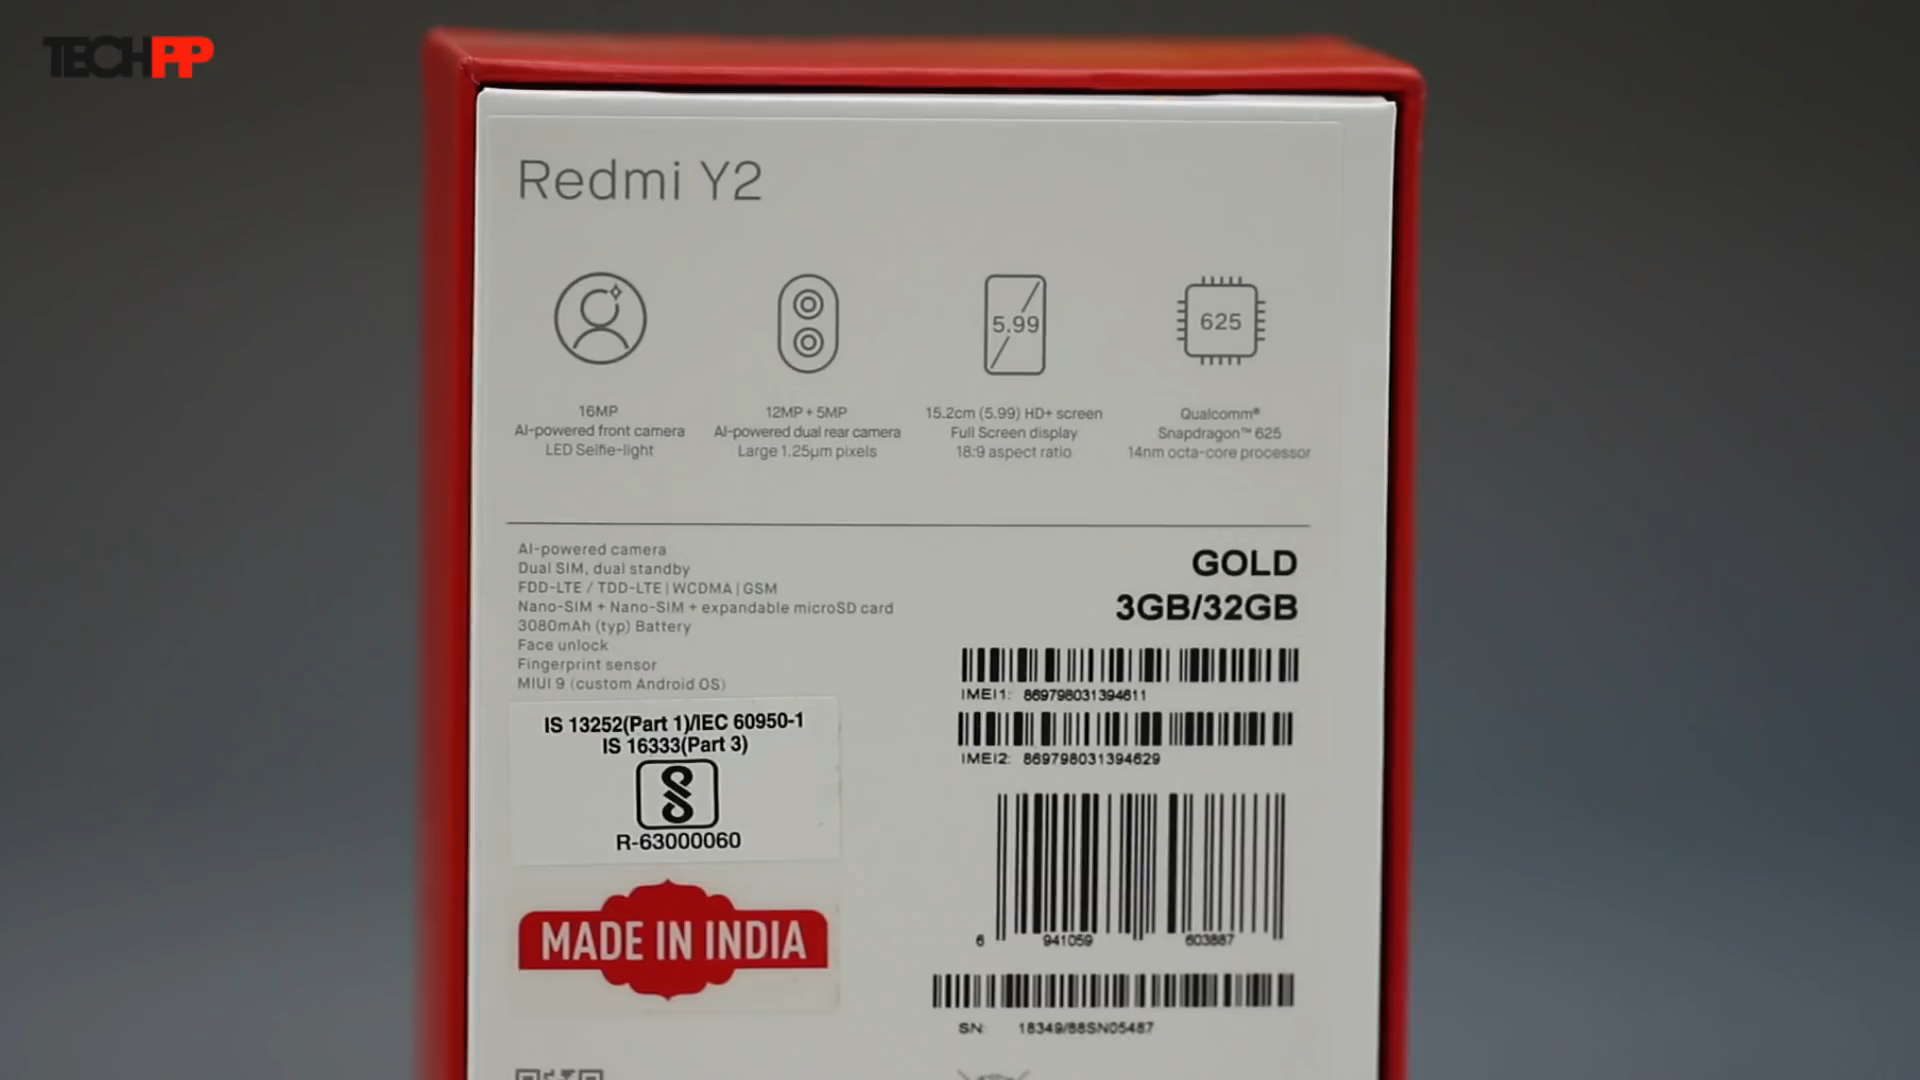 TECHPP
Redmi Y2
5.99
625
16MP
AI-powered front camera
LED Selfie-light
12MP + 5MP
AI-powered dual rear camera
Large 1.25μm pixels
15.2cm (5.99) HD+ screen
Full Screen display
18:9 aspect ratio
Qualcomm®
Snapdragon™ 625
14nm octa-core processor
AI-powered camera
Dual SIM, dual standby
FDD-LTE / TDD-LTE | WCDMA | GSM
Nano-SIM + Nano-SIM + expandable microSD card
3080mAh (typ) Battery
Face unlock
Fingerprint sensor
MIUI 9 (custom Android OS)
GOLD
3GB/32GB
IMEI1: 869798031394611
IMEI2: 869798031394629
IS 13252(Part 1)/IEC 60950-1
IS 16333(Part 3)
R-63000060
MADE IN INDIA
6 941059 603887
SN: 18349/88SN05487